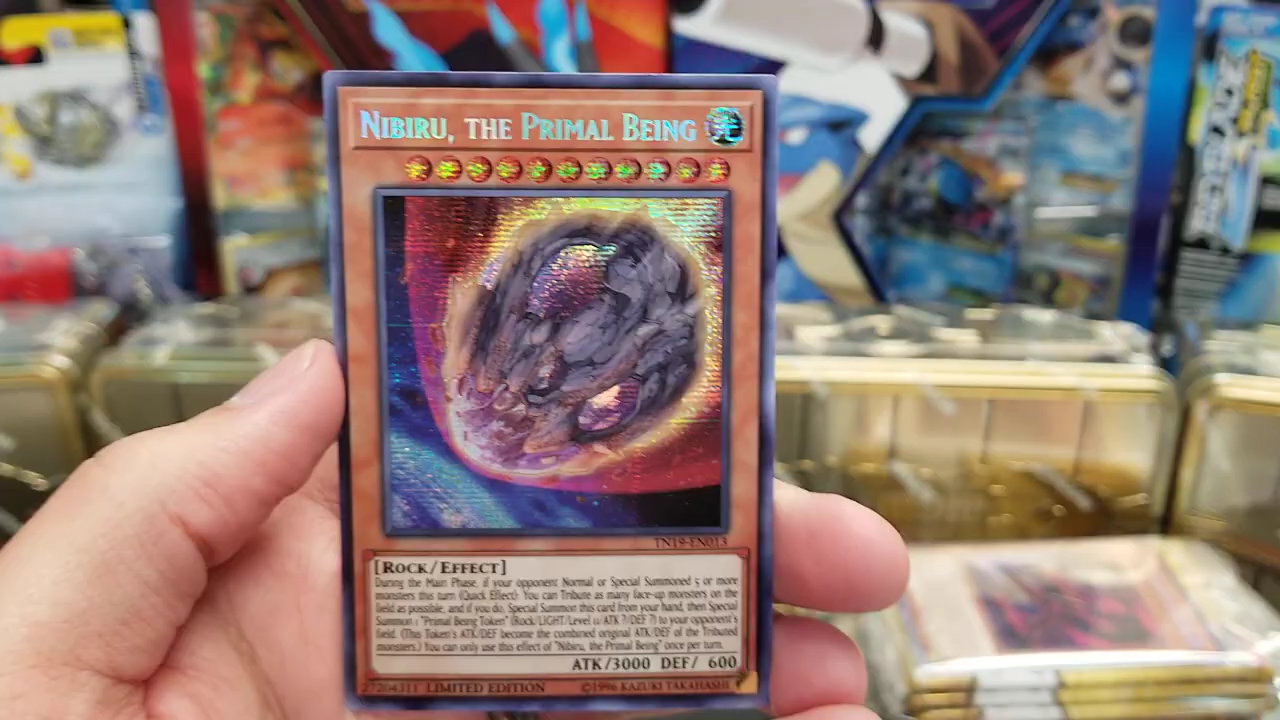 NIBIRU, THE PRIMAL BEING
TN19-EN013
[ROCK/EFFECT]
During the Main Phase, if your opponent Normal or Special Summoned 5 or more
monsters this turn (Quick Effect): You can Tribute as many face-up monsters on the
field as possible, and if you do, Special Summon this card from your hand, then Special
Summon 1 "Primal Being Token" (Rock/LIGHT/Level 11/ATK ?/DEF ?) to your opponent's
field. (This Token's ATK/DEF become the combined original ATK/DEF of the Tributed
monsters.) You can only use this effect of "Nibiru, the Primal Being" once per turn.
ATK/3000 DEF/ 600
27204311 LIMITED EDITION ©1996 KAZUKI TAKAHASHI